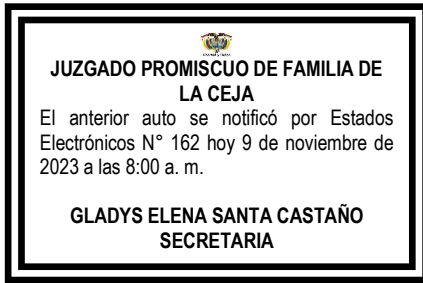 JUZGADO PROMISCUO DE FAMILIA DE
LA CEJA
El anterior auto se notificó por Estados
Electrónicos N° 162 hoy 9 de noviembre de
2023 a las 8:00 a. m.
GLADYS ELENA SANTA CASTAÑO
SECRETARIA